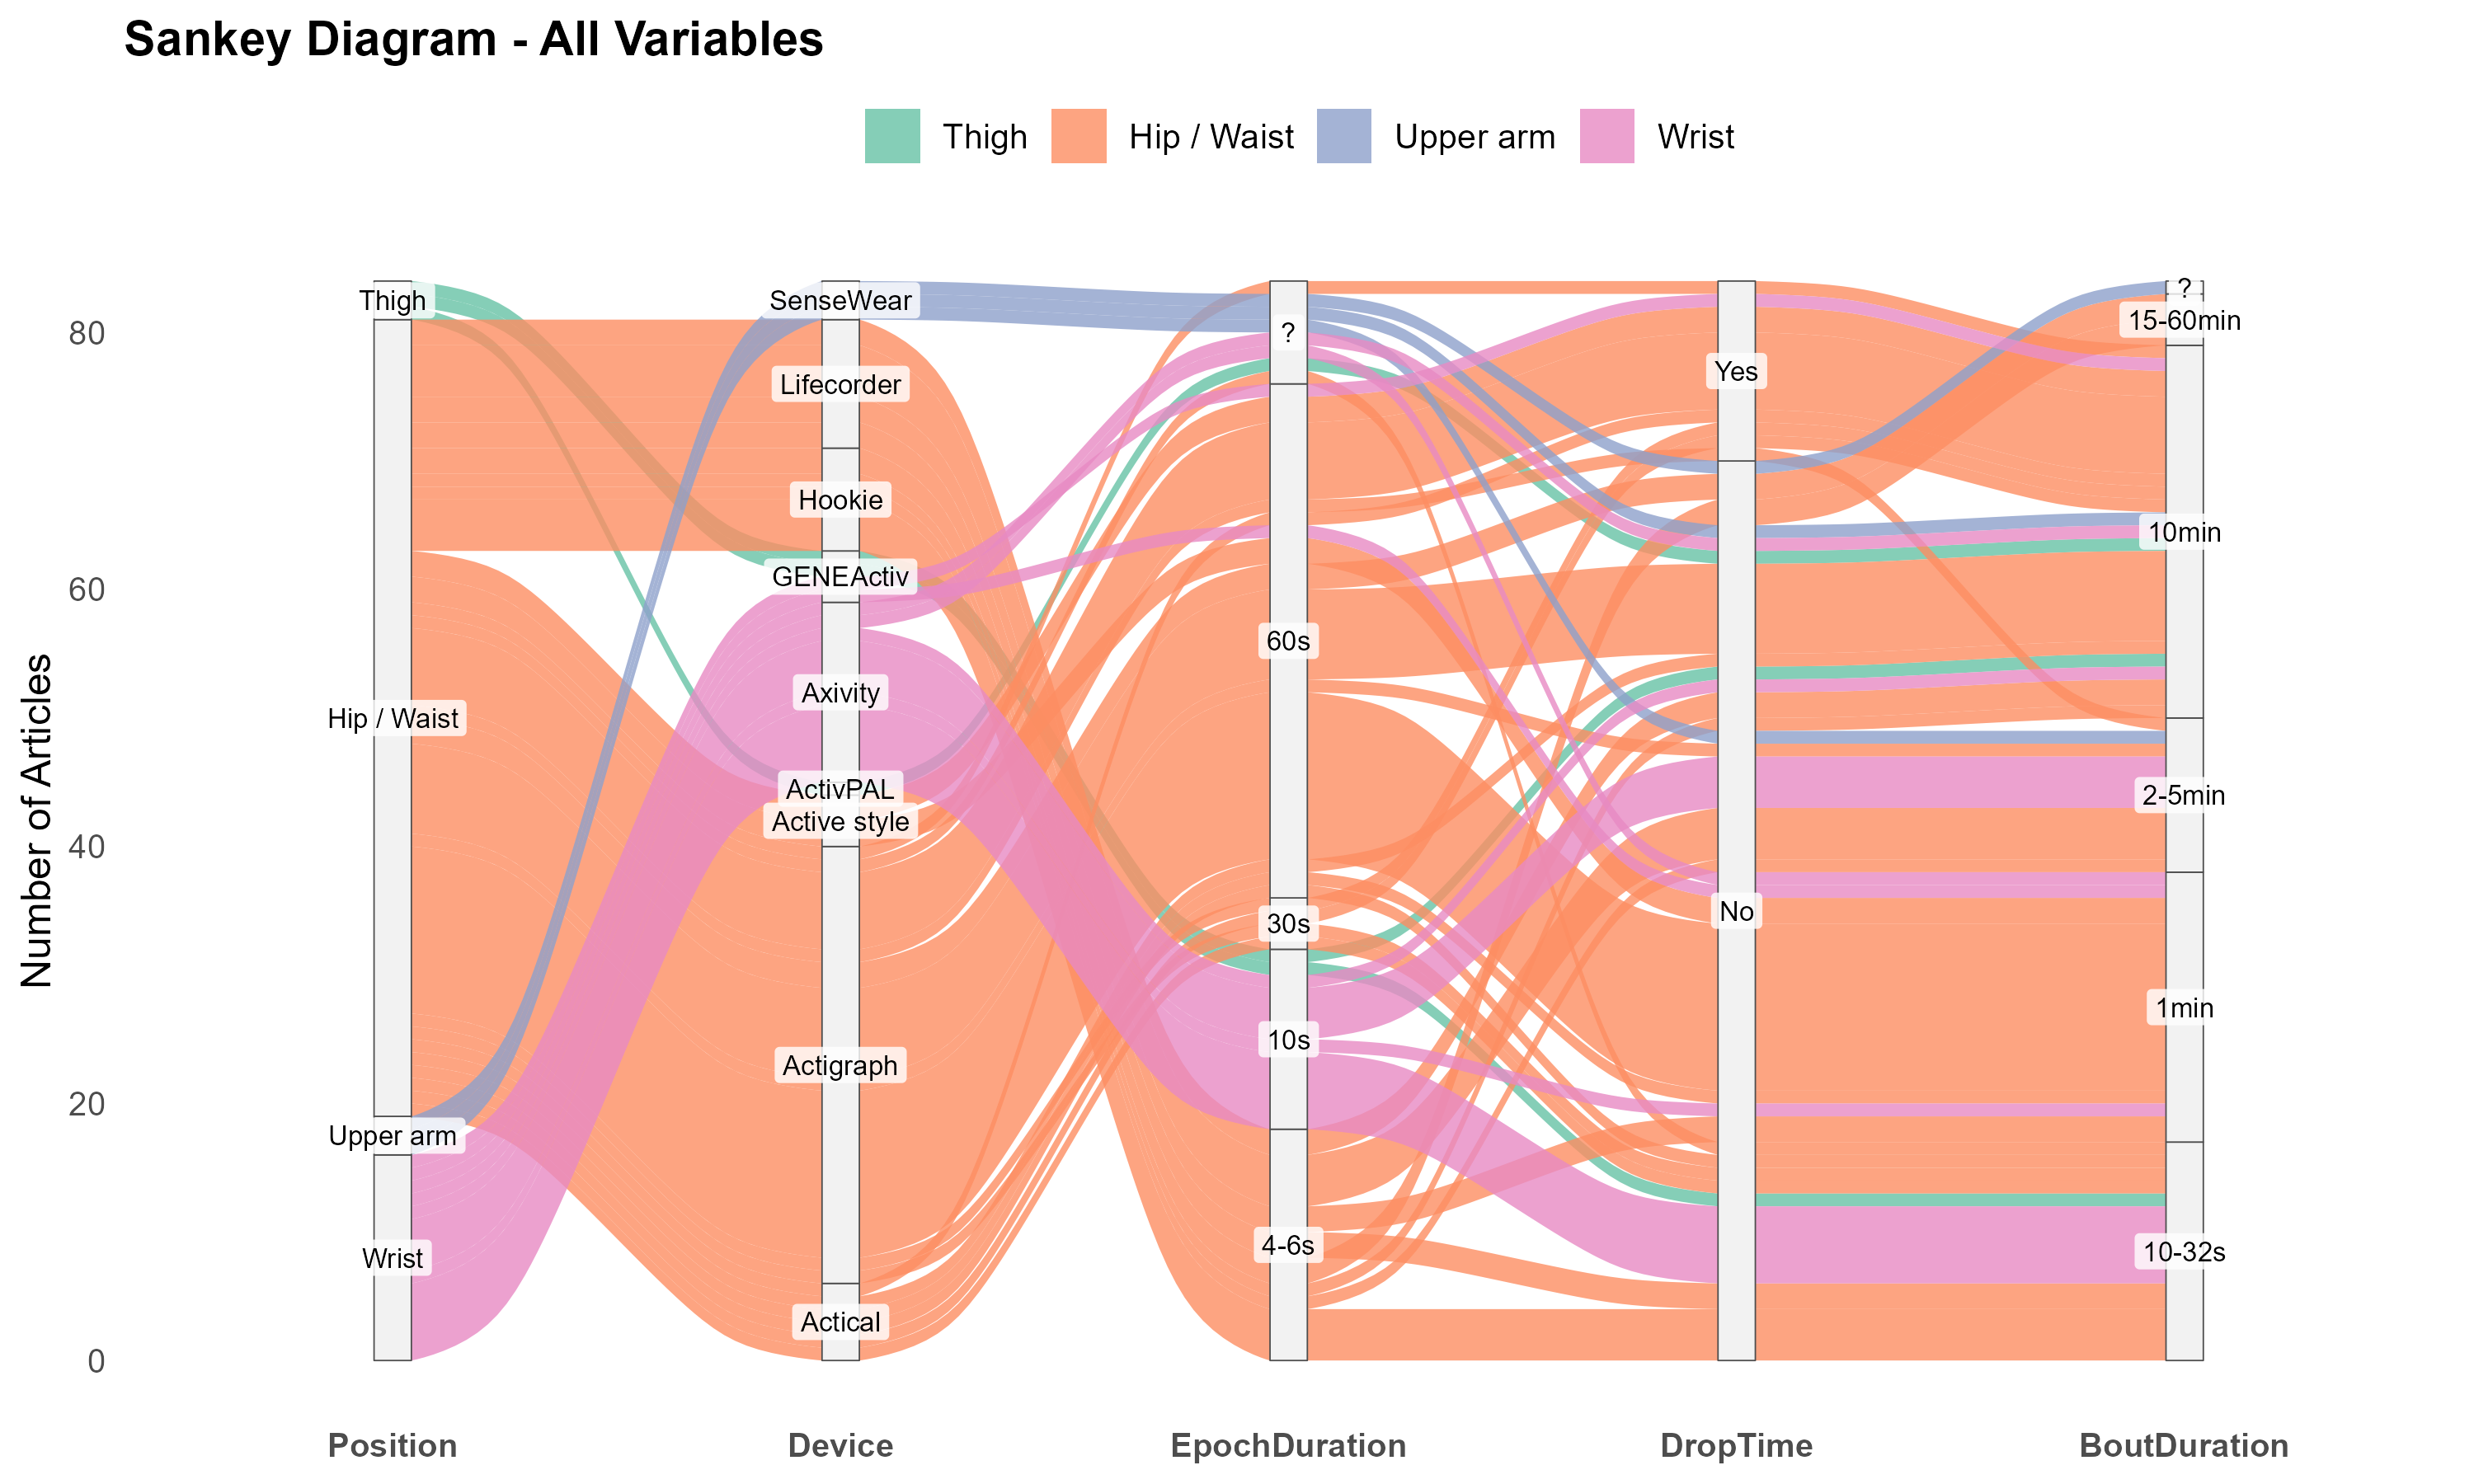 Sankey Diagram - All Variables
Thigh
Hip / Waist
Upper arm
Wrist
Number of Articles
80
60
40
20
0
Thigh
Hip / Waist
Upper arm
Wrist
SenseWear
Lifecorder
Hookie
GENEActiv
Axivity
ActivPAL
Active style
Actigraph
Actical
?
60s
30s
10s
4-6s
Yes
No
?
15-60min
10min
2-5min
1min
10-32s
Position
Device
EpochDuration
DropTime
BoutDuration